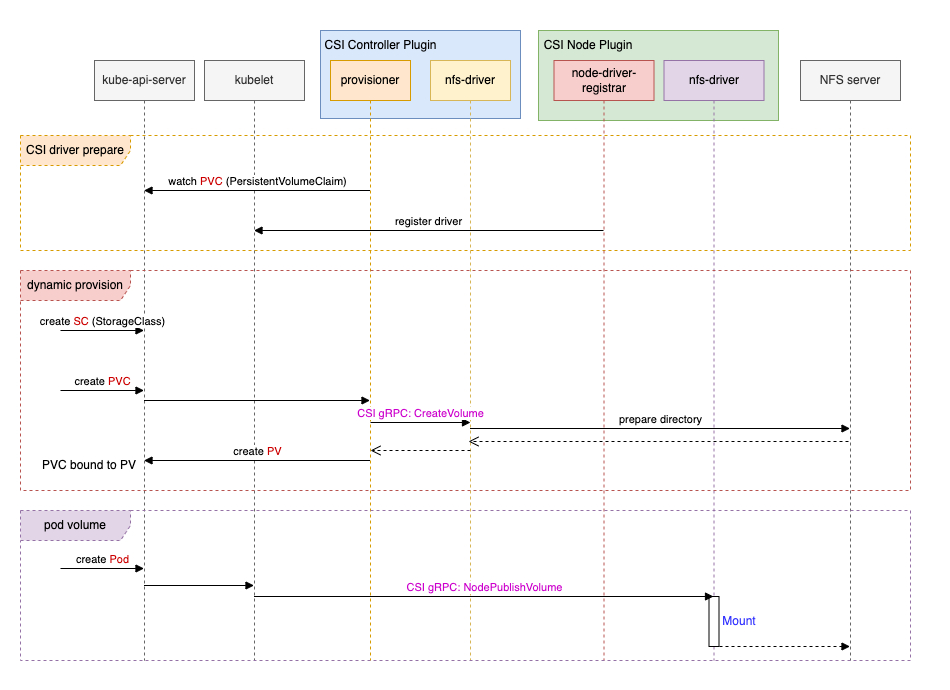 CSI Controller Plugin
CSI Node Plugin
kube-api-server
kubelet
provisioner
nfs-driver
node-driver-
registrar
nfs-driver
NFS server
CSI driver prepare
watch PVC (PersistentVolumeClaim)
register driver
dynamic provision
create SC (StorageClass)
create PVC
CSI gRPC: CreateVolume
prepare directory
create PV
PVC bound to PV
pod volume
create Pod
CSI gRPC: NodePublishVolume
Mount